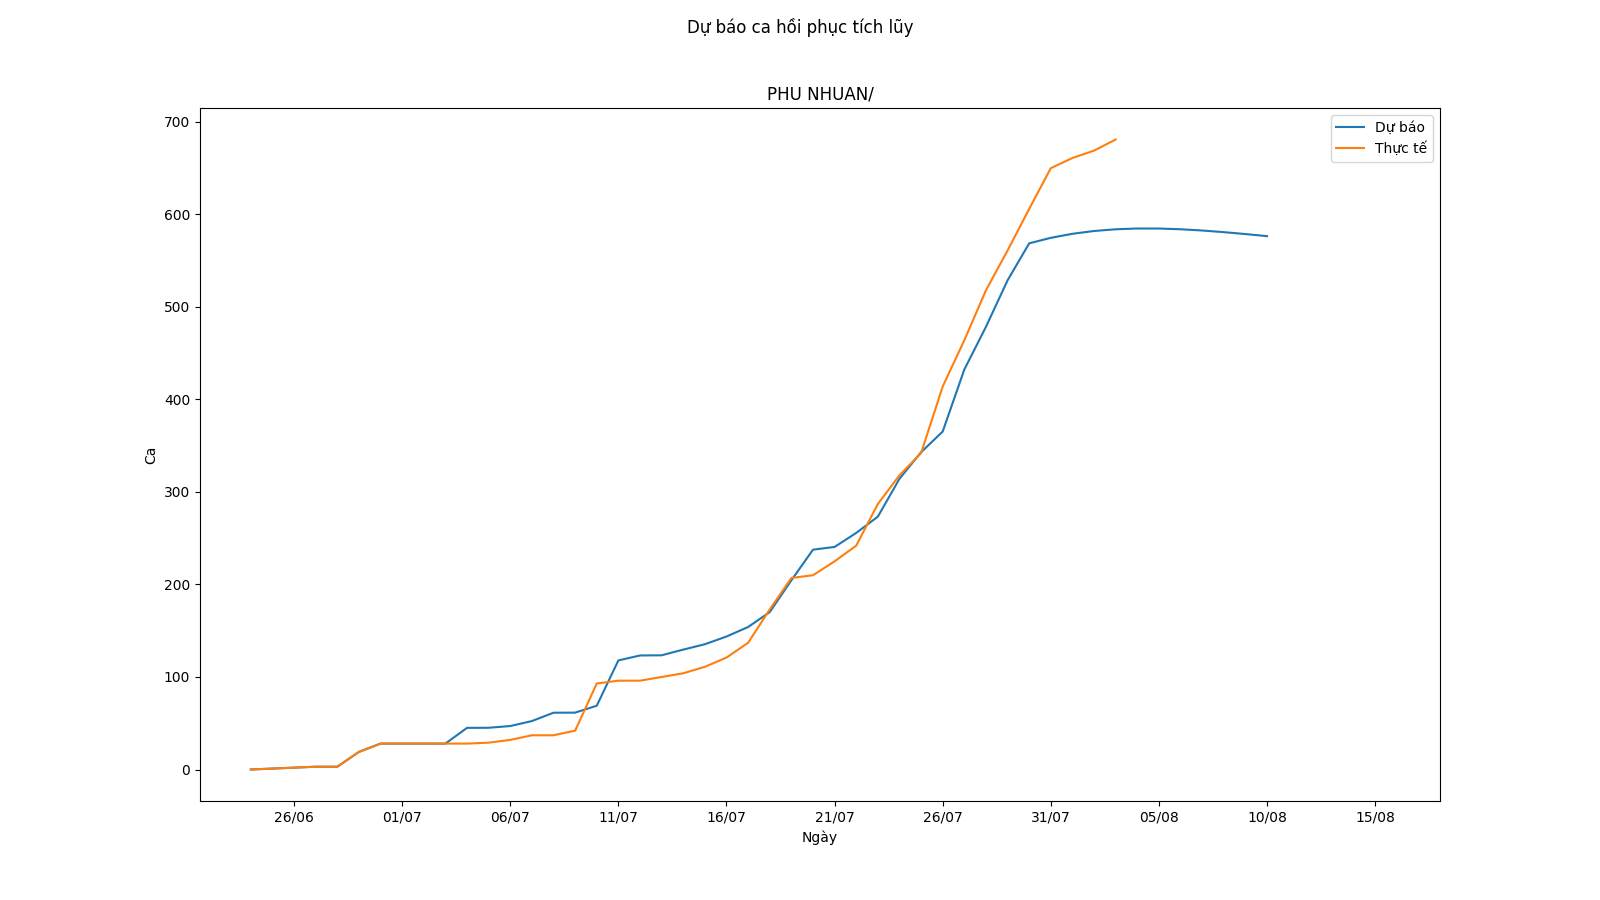 Dự báo ca hồi phục tích lũy
PHU NHUAN/
Dự báo
Thực tế
700
600
500
400
300
200
100
0
Ca
26/06 01/07 06/07 11/07 16/07 21/07 26/07 31/07 05/08 10/08 15/08
Ngày